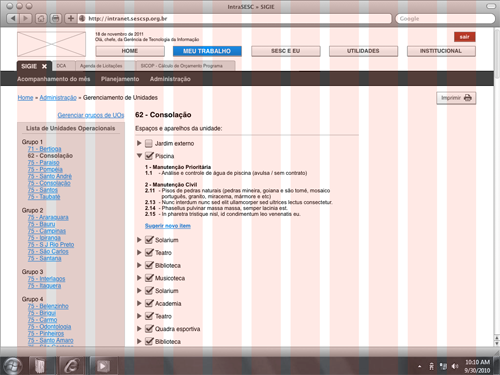 IntraSESC » SIGIE
http://intranet.sescsp.org.br
Google
18 de novembro de 2011
Olá, chefe, da Gerência de Tecnologia da Informação
sair
HOME
MEU TRABALHO
SESC E EU
UTILIDADES
INSTITUCIONAL
SIGIE
DCA
Agenda de Licitações
SICOP - Cálculo de Orçamento Programa
Acompanhamento do mês
Planejamento
Administração
Home » Administração » Gerenciamento de Unidades
Imprimir
Gerenciar grupos de UOs
Lista de Unidades Operacionais
Grupo 1
71 - Bertioga
62 - Consolação
75 - Paraíso
75 - Pompeia
75 - Santo André
75 - Consolação
75 - Santos
75 - Taubaté
Grupo 2
75 - Araraquara
75 - Bauru
75 - Campinas
75 - Ipiranga
75 - S J Rio Preto
75 - São Carlos
75 - Santana
Grupo 3
75 - Interlagos
75 - Itaquera
Grupo 4
75 - Belenzinho
75 - Birigui
75 - Carmo
75 - Odontologia
75 - Pinheiros
75 - Santo Amaro
62 - Consolação
Espaços e aparelhos da unidade:
Jardim externo
Piscina
1 - Manutenção Prioritária
1.1 - Análise e controle de água de piscina (avulsa / sem contrato)
2 - Manutenção Civil
2.11 - Pisos de pedras naturais (pedras mineira, goiana e são tomé, mosaico
português, granito, miracema, mármore e etc)
2.13 - Nunc interdum nunc sed elit ullamcorper sed ultrices lectus consectetur.
2.14 - Phasellus pulvinar massa massa, semper lacinia est.
2.15 - In pharetra tristique nisl, id condimentum leo venenatis eu.
Sugerir novo item
Solarium
Teatro
Biblioteca
Musicoteca
Solarium
Academia
Teatro
Quadra esportiva
Biblioteca
10:10 AM
9/30/2010